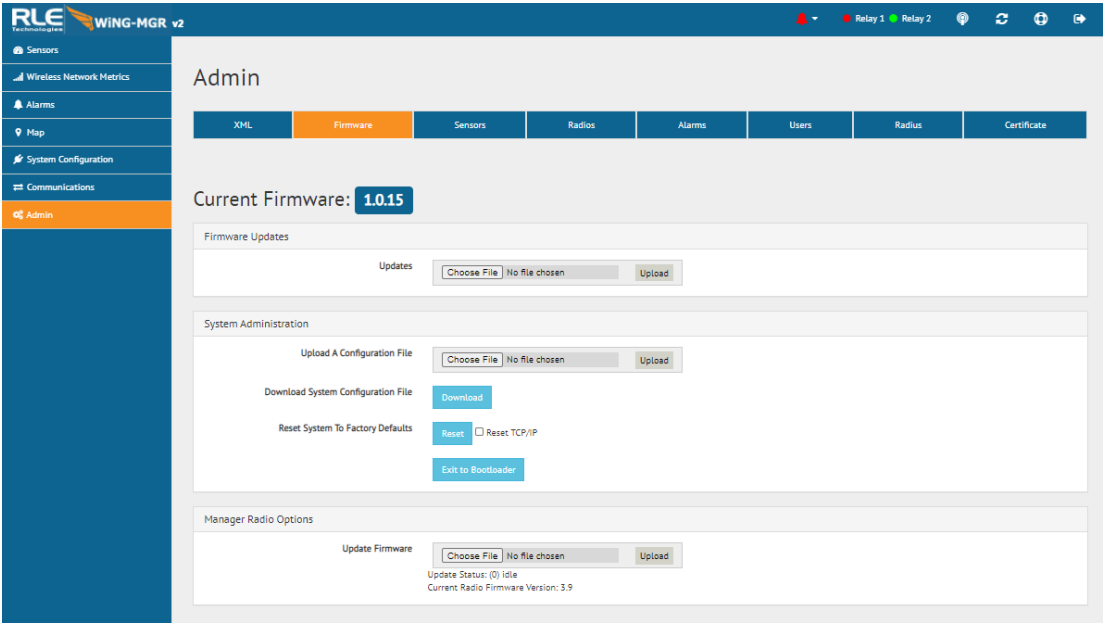 RLE Technologies WiNG-MGR v2
Relay 1 Relay 2
Sensors
Wireless Network Metrics
Alarms
Map
System Configuration
Communications
Admin
Admin
XML Firmware Sensors Radios Alarms Users Radius Certificate
Current Firmware: 1.0.15
Firmware Updates
Updates Choose File No file chosen Upload
System Administration
Upload A Configuration File Choose File No file chosen Upload
Download System Configuration File Download
Reset System To Factory Defaults Reset Reset TCP/IP
Exit to Bootloader
Manager Radio Options
Update Firmware Choose File No file chosen Upload
Update Status: (0) idle
Current Radio Firmware Version: 3.9